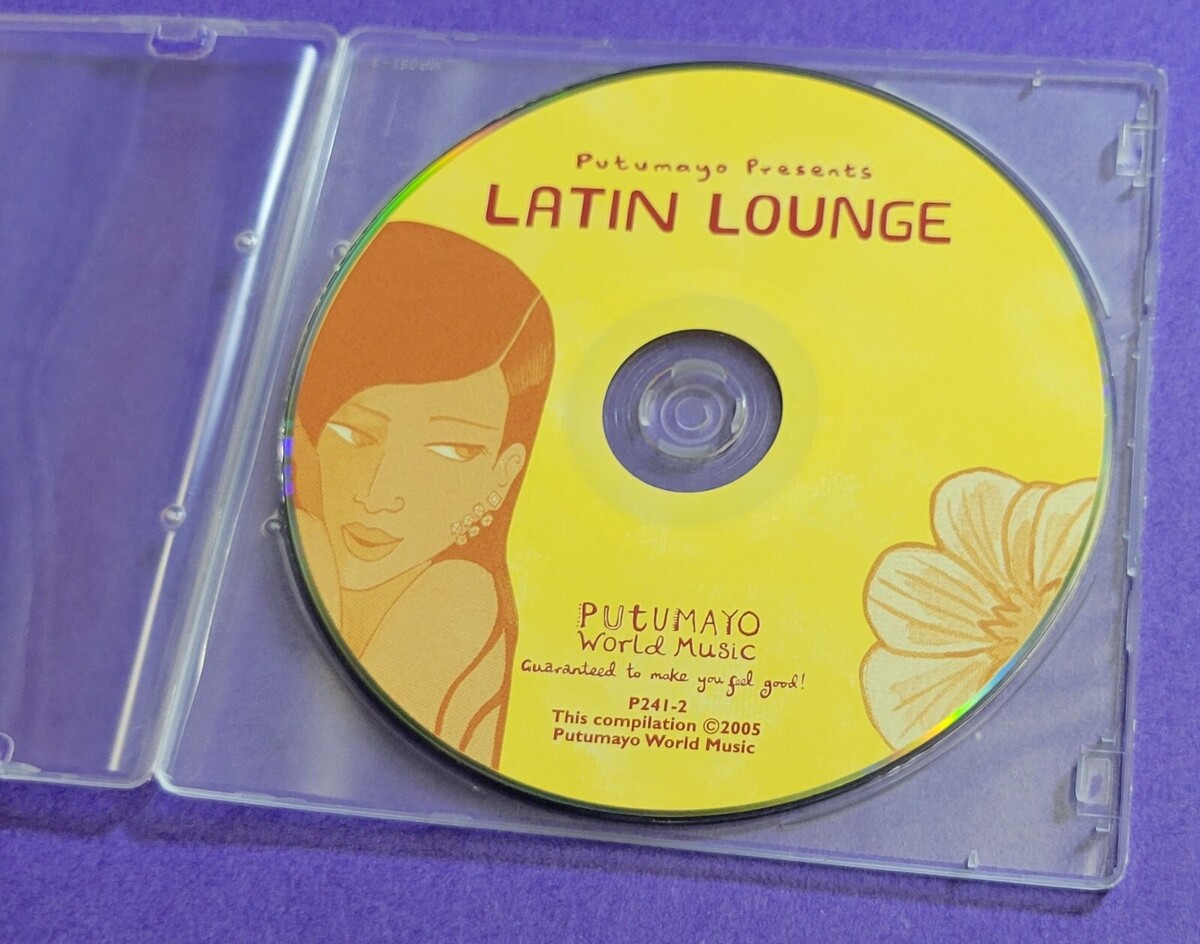 Putumayo Presents
LATIN LOUNGE
PUtUMAYO
World Music
Guaranteed to make you feel good!
P241-2
This compilation ©2005
Putumayo World Music